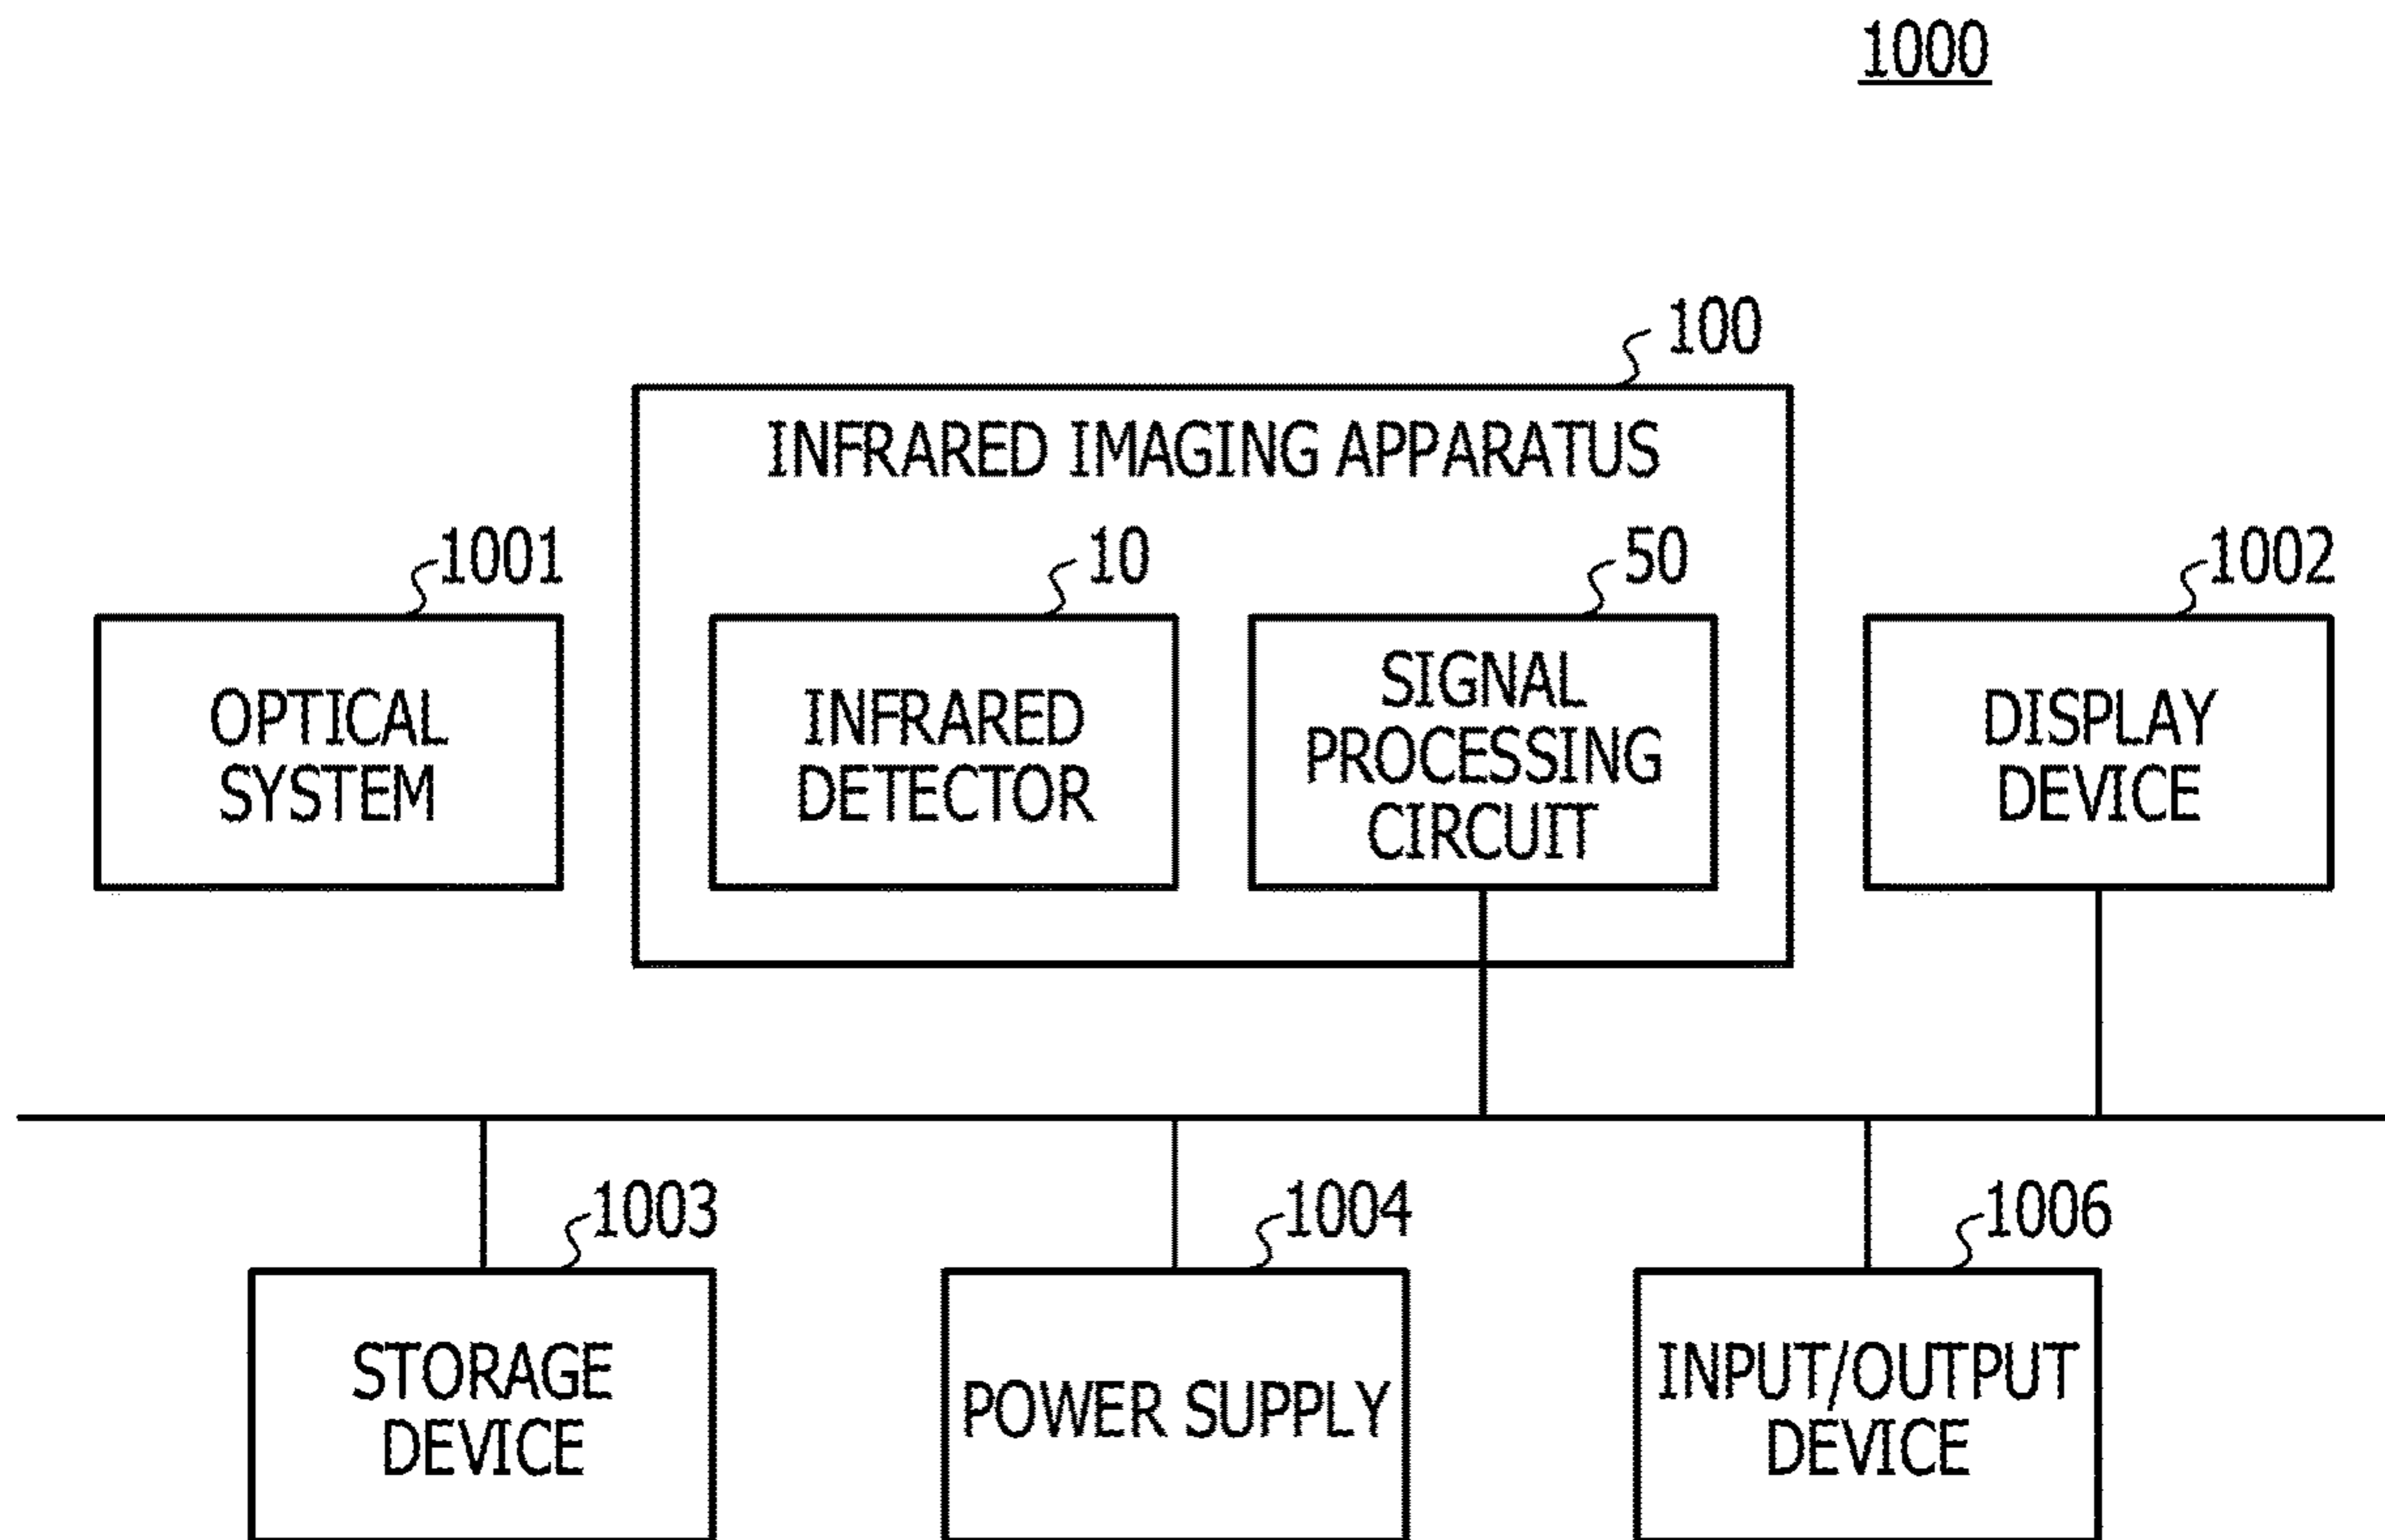 1000
100
INFRARED IMAGING APPARATUS
1001
10
50
1002
OPTICAL
SYSTEM
INFRARED
DETECTOR
SIGNAL
PROCESSING
CIRCUIT
DISPLAY
DEVICE
1003
1004
1006
STORAGE
DEVICE
POWER SUPPLY
INPUT/OUTPUT
DEVICE